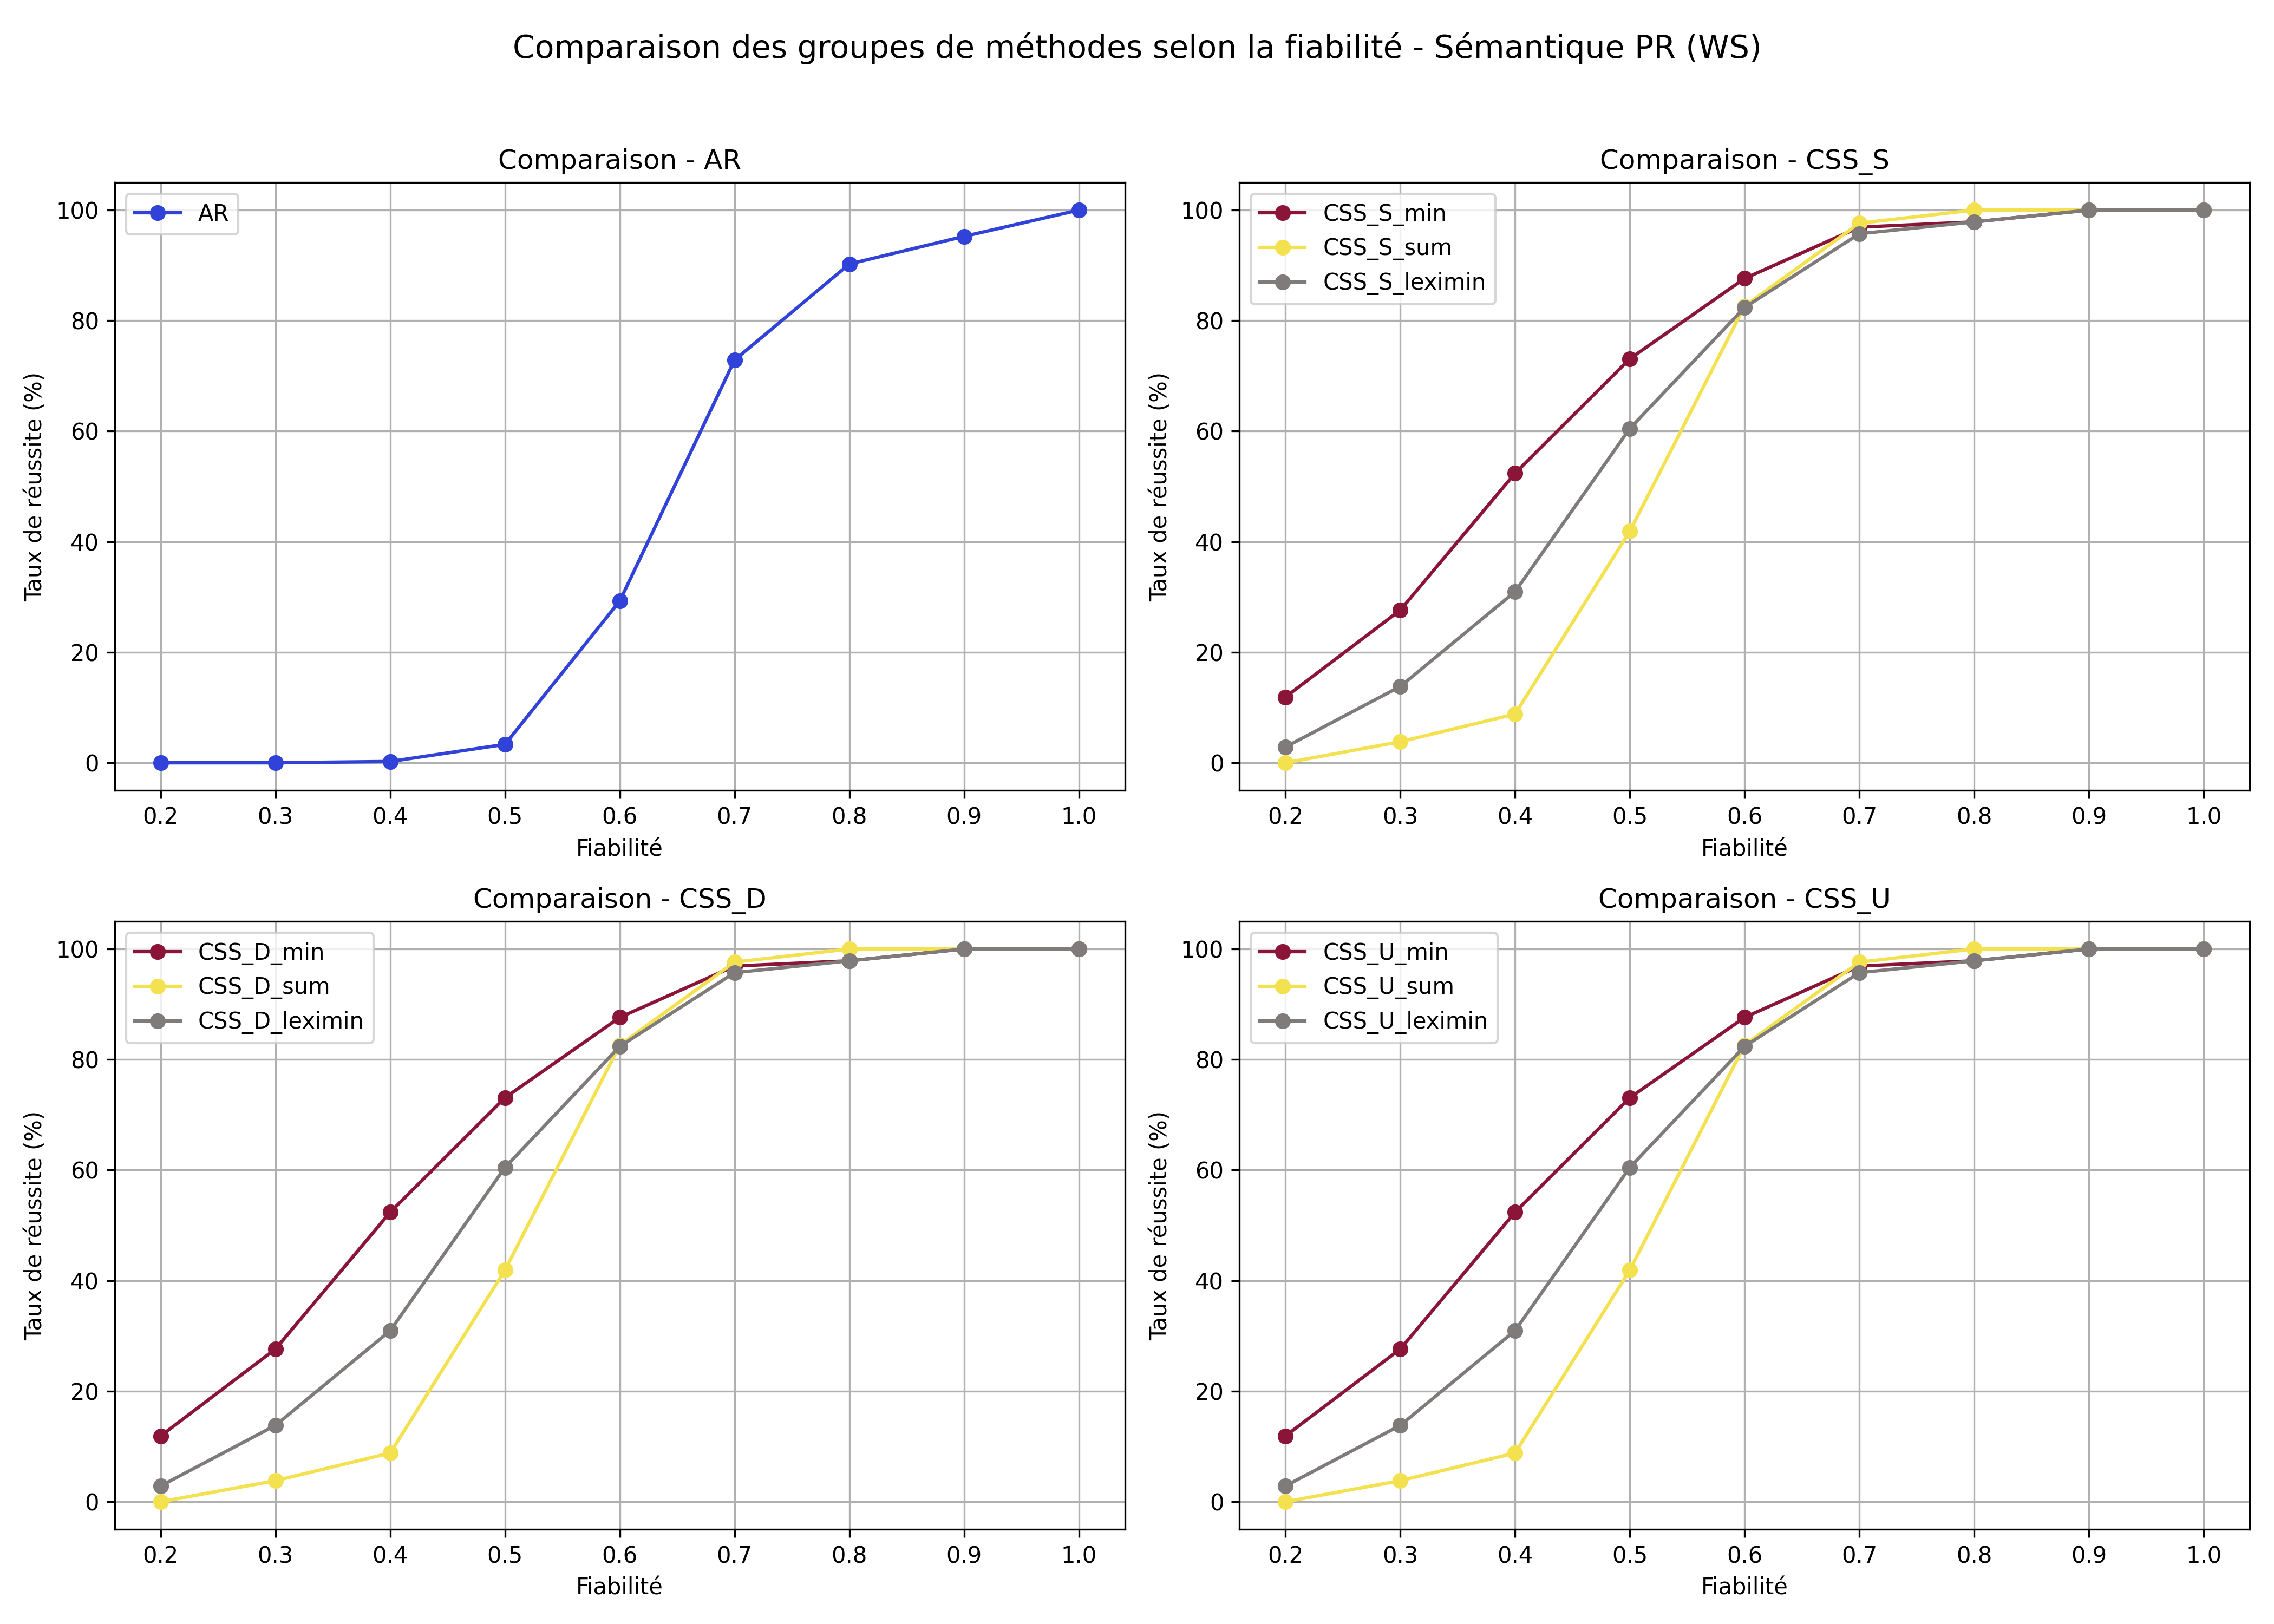 Comparaison des groupes de méthodes selon la fiabilité - Sémantique PR (WS)
Comparaison - AR
AR
100
80
60
40
20
0
Taux de réussite (%)
0.2 0.3 0.4 0.5 0.6 0.7 0.8 0.9 1.0
Fiabilité
Comparaison - CSS_S
CSS_S_min
CSS_S_sum
CSS_S_leximin
100
80
60
40
20
0
Taux de réussite (%)
0.2 0.3 0.4 0.5 0.6 0.7 0.8 0.9 1.0
Fiabilité
Comparaison - CSS_D
CSS_D_min
CSS_D_sum
CSS_D_leximin
100
80
60
40
20
0
Taux de réussite (%)
0.2 0.3 0.4 0.5 0.6 0.7 0.8 0.9 1.0
Fiabilité
Comparaison - CSS_U
CSS_U_min
CSS_U_sum
CSS_U_leximin
100
80
60
40
20
0
Taux de réussite (%)
0.2 0.3 0.4 0.5 0.6 0.7 0.8 0.9 1.0
Fiabilité